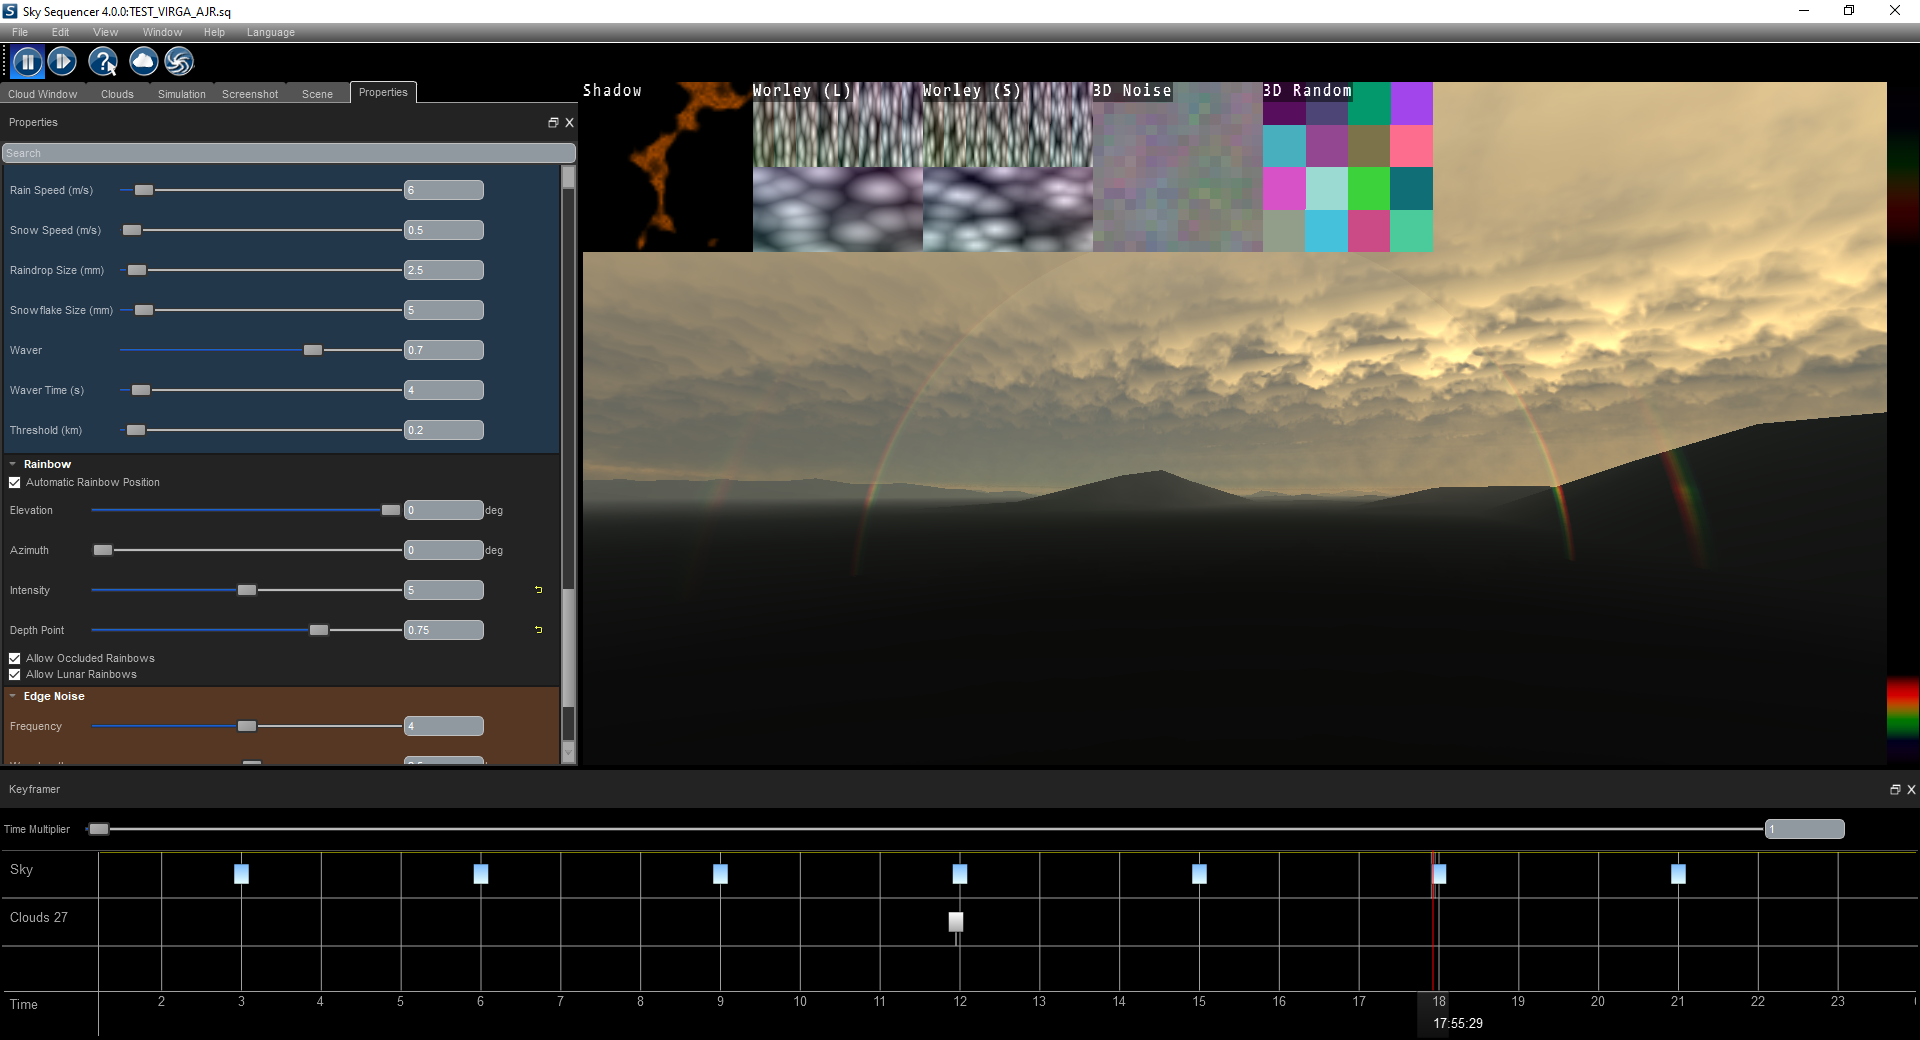 Sky Sequencer 4.0.0:TEST_VIRGA_AJR.sq
File Edit View Window Help Language
Cloud Window Clouds Simulation Screenshot Scene Properties
Properties
Search
Rain Speed (m/s) 6
Snow Speed (m/s) 0.5
Raindrop Size (mm) 2.5
Snowflake Size (mm) 5
Waver 0.7
Waver Time (s) 4
Threshold (km) 0.2
Rainbow
Automatic Rainbow Position
Elevation 0 deg
Azimuth 0 deg
Intensity 5
Depth Point 0.75
Allow Occluded Rainbows
Allow Lunar Rainbows
Edge Noise
Frequency 4
Shadow Worley (L) Worley (S) 3D Noise 3D Random
Keyframer
Time Multiplier 1
Sky
Clouds 27
Time 2 3 4 5 6 7 8 9 10 11 12 13 14 15 16 17 18 19 20 21 22 23
17:55:29